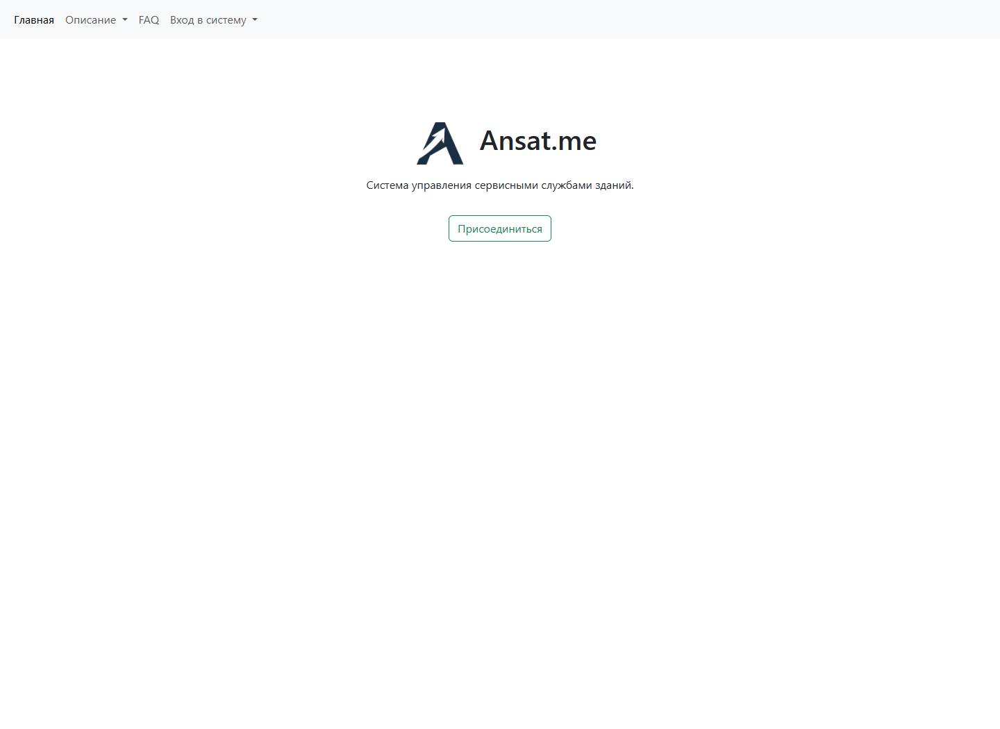 Главная Описание FAQ Вход в систему
Ansat.me
Система управления сервисными службами зданий.
Присоединиться